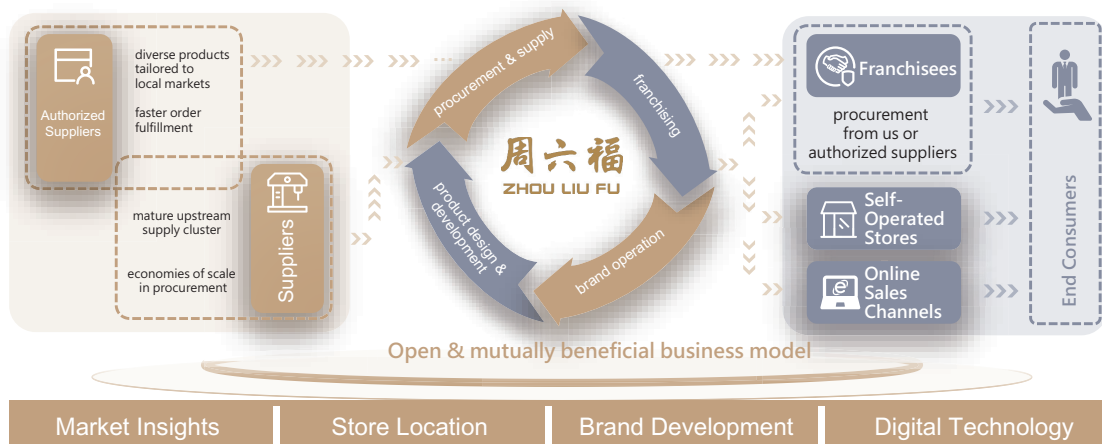 Authorized
Suppliers
diverse products
tailored to
local markets
faster order
fulfillment
mature upstream
supply cluster
economies of scale
in procurement
Suppliers
procurement & supply
franchising
brand operation
product design &
development
周六福
ZHOU LIU FU
Franchisees
procurement
from us or
authorized suppliers
Self-
Operated
Stores
Online
Sales
Channels
End Consumers
Open & mutually beneficial business model
Market Insights
Store Location
Brand Development
Digital Technology